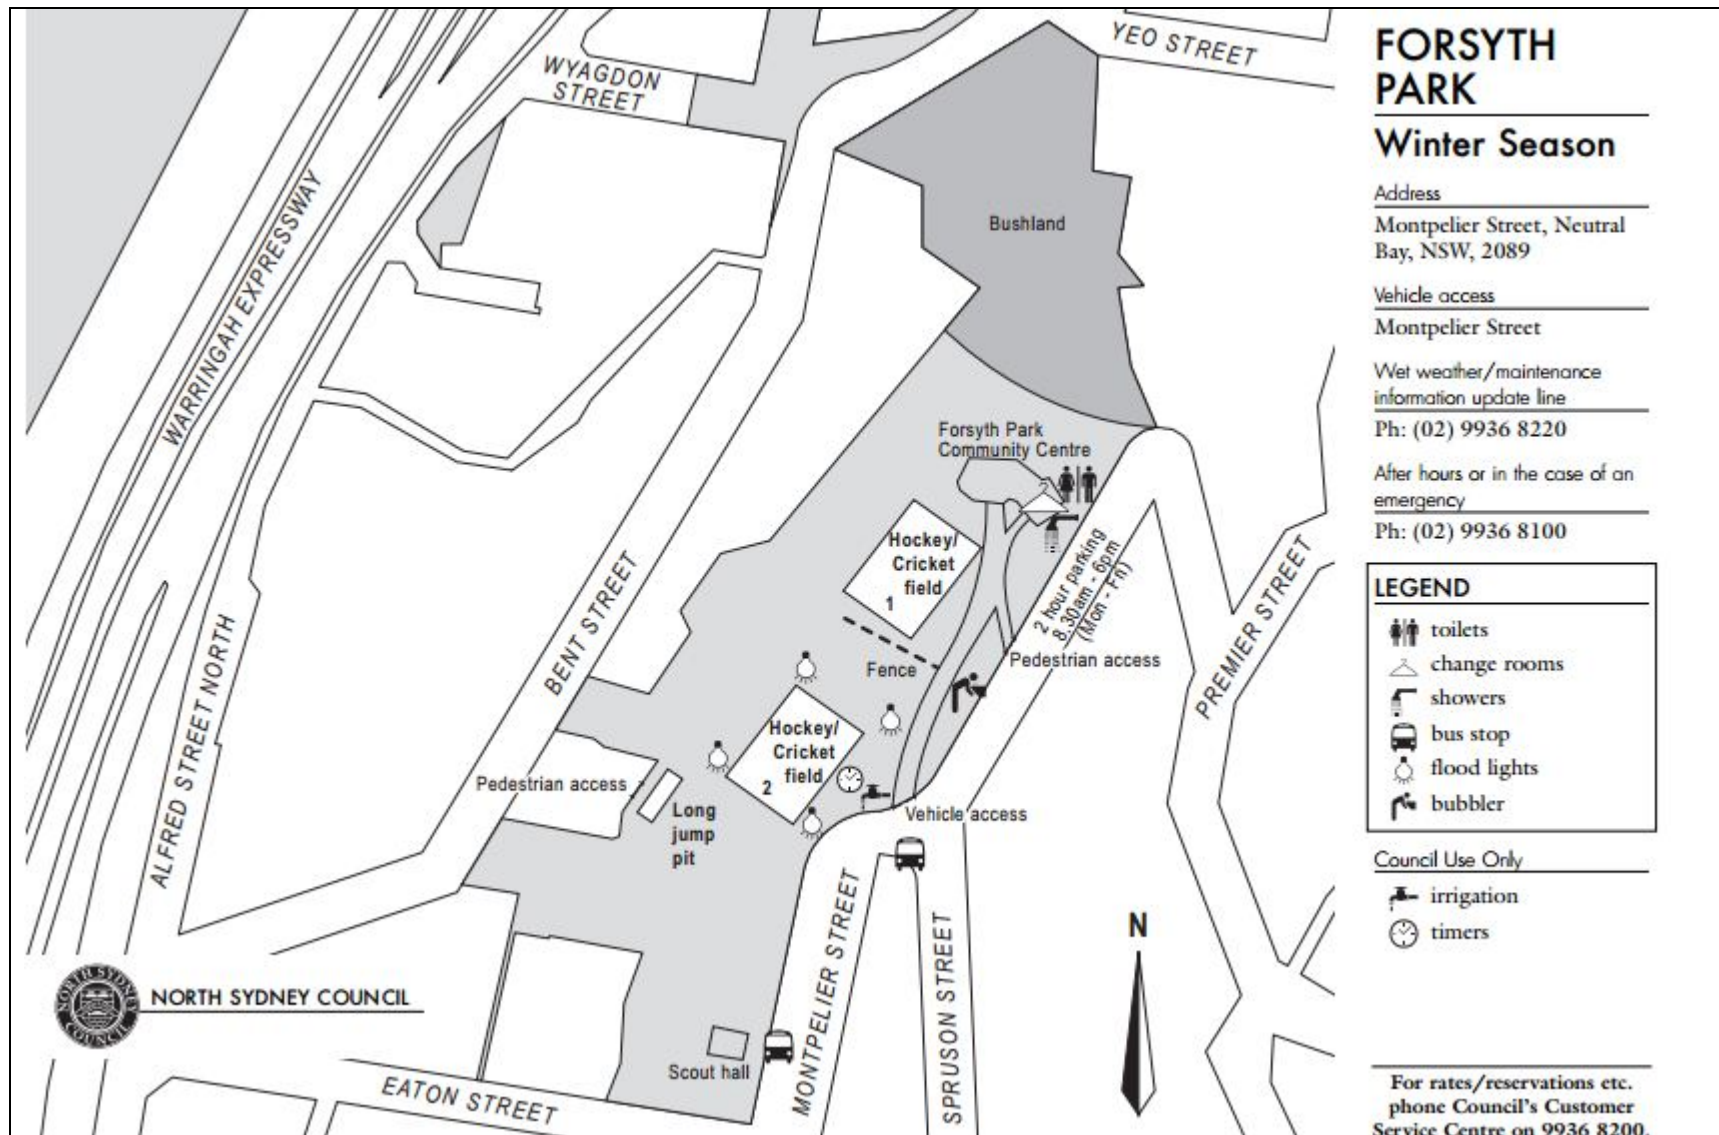 YEO STREET
WYAGDON
STREET
WARRINGAH EXPRESSWAY
Bushland
Forsyth Park
Community Centre
2
Hockey/
Cricket
field
1
2 hour parking
8.30am - 6pm
(Mon - Fri)
Pedestrian access
Fence
BENT STREET
PREMIER STREET
ALFRED STREET NORTH
Hockey/
Cricket
field
2
Pedestrian access
Long
jump
pit
Vehicle access
MONTPELIER STREET
SPRUSON STREET
N
NORTH SYDNEY
COUNCIL
NORTH SYDNEY COUNCIL
Scout hall
EATON STREET
FORSYTH
PARK
Winter Season
Address
Montpelier Street, Neutral
Bay, NSW, 2089
Vehicle access
Montpelier Street
Wet weather/maintenance
information update line
Ph: (02) 9936 8220
After hours or in the case of an
emergency
Ph: (02) 9936 8100
LEGEND
toilets
change rooms
showers
bus stop
flood lights
bubbler
Council Use Only
irrigation
timers
For rates/reservations etc.
phone Council's Customer
Service Centre on 9936 8200.